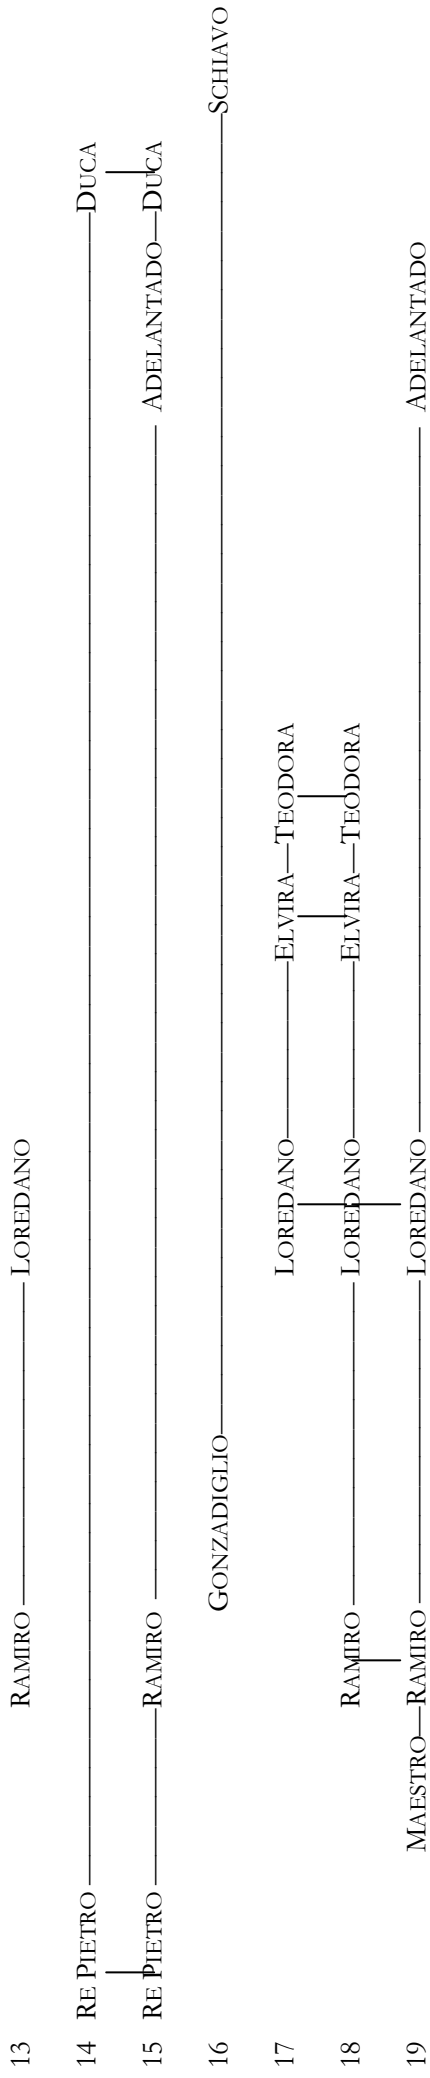 13 RAMIRO LOREDANO
14 RE PIETRO DUCA
15 RE PIETRO RAMIRO ADELANTADO DUCA
16 GONZADIGLIO SCHIAVO
17 LOREDANO ELVIRA TEODORA
18 RAMIRO LOREDANO ELVIRA TEODORA
19 MAESTRO RAMIRO LOREDANO ADELANTADO